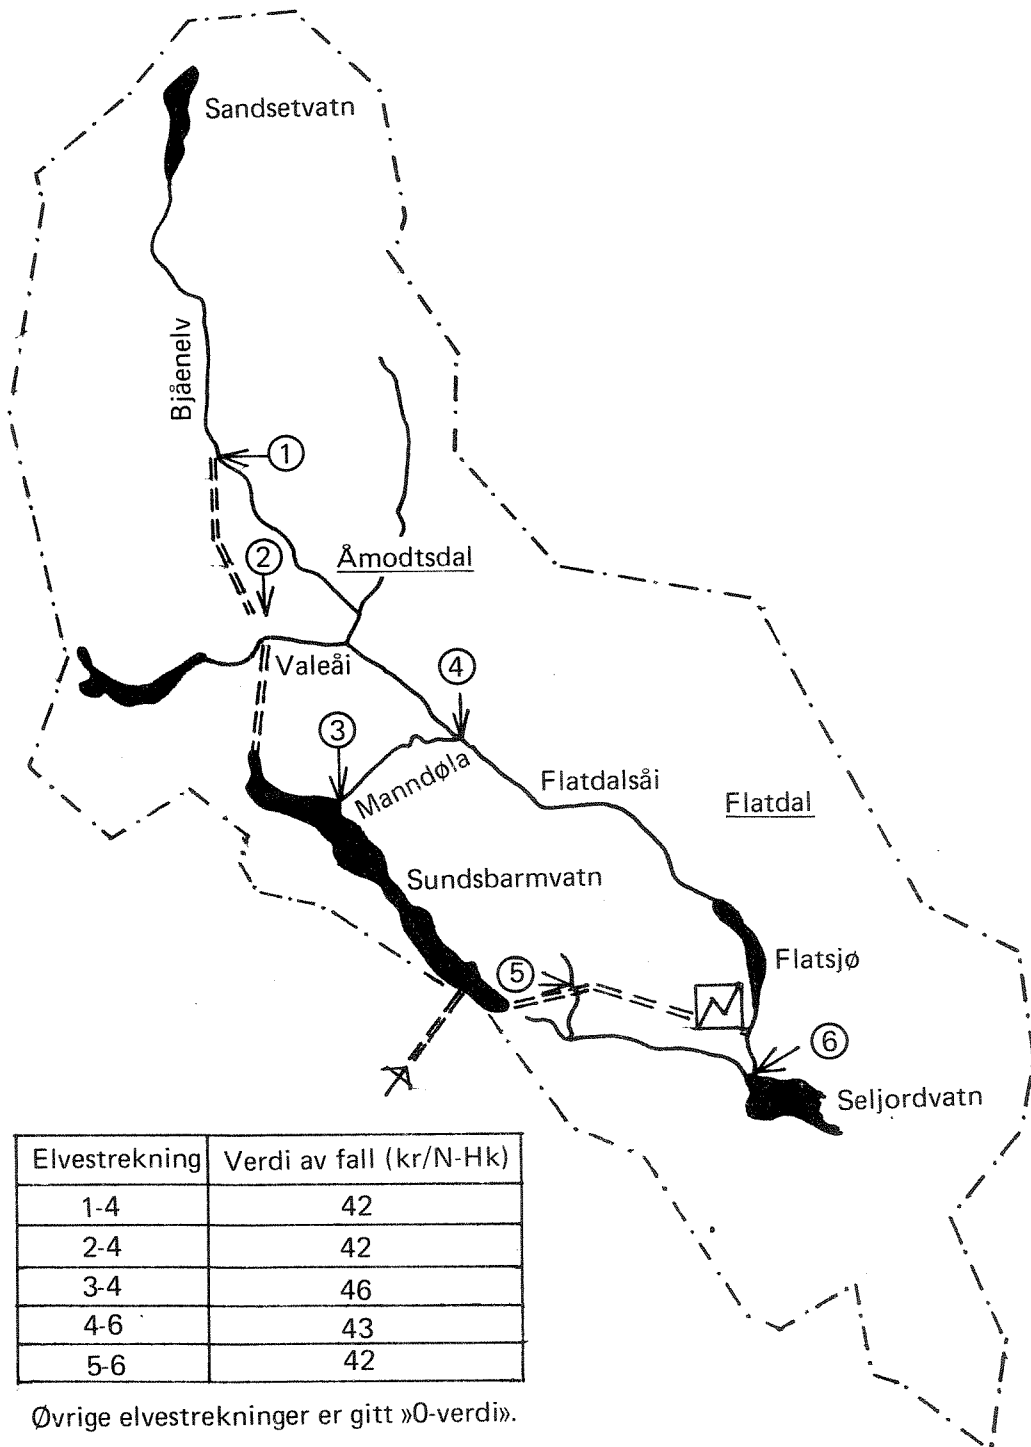 Sandsetvatn
Bjåenelv
1
2
Åmodtsdal
Valeåi
4
3
Manndøla
Flatdalsåi
Flatdal
Sundsbarmvatn
5
Flatsjø
6
Seljordvatn
Elvestrekning Verdi av fall (kr/N-Hk)
1-4 42
2-4 42
3-4 46
4-6 43
5-6 42
Øvrige elvestrekninger er gitt »0-verdi».